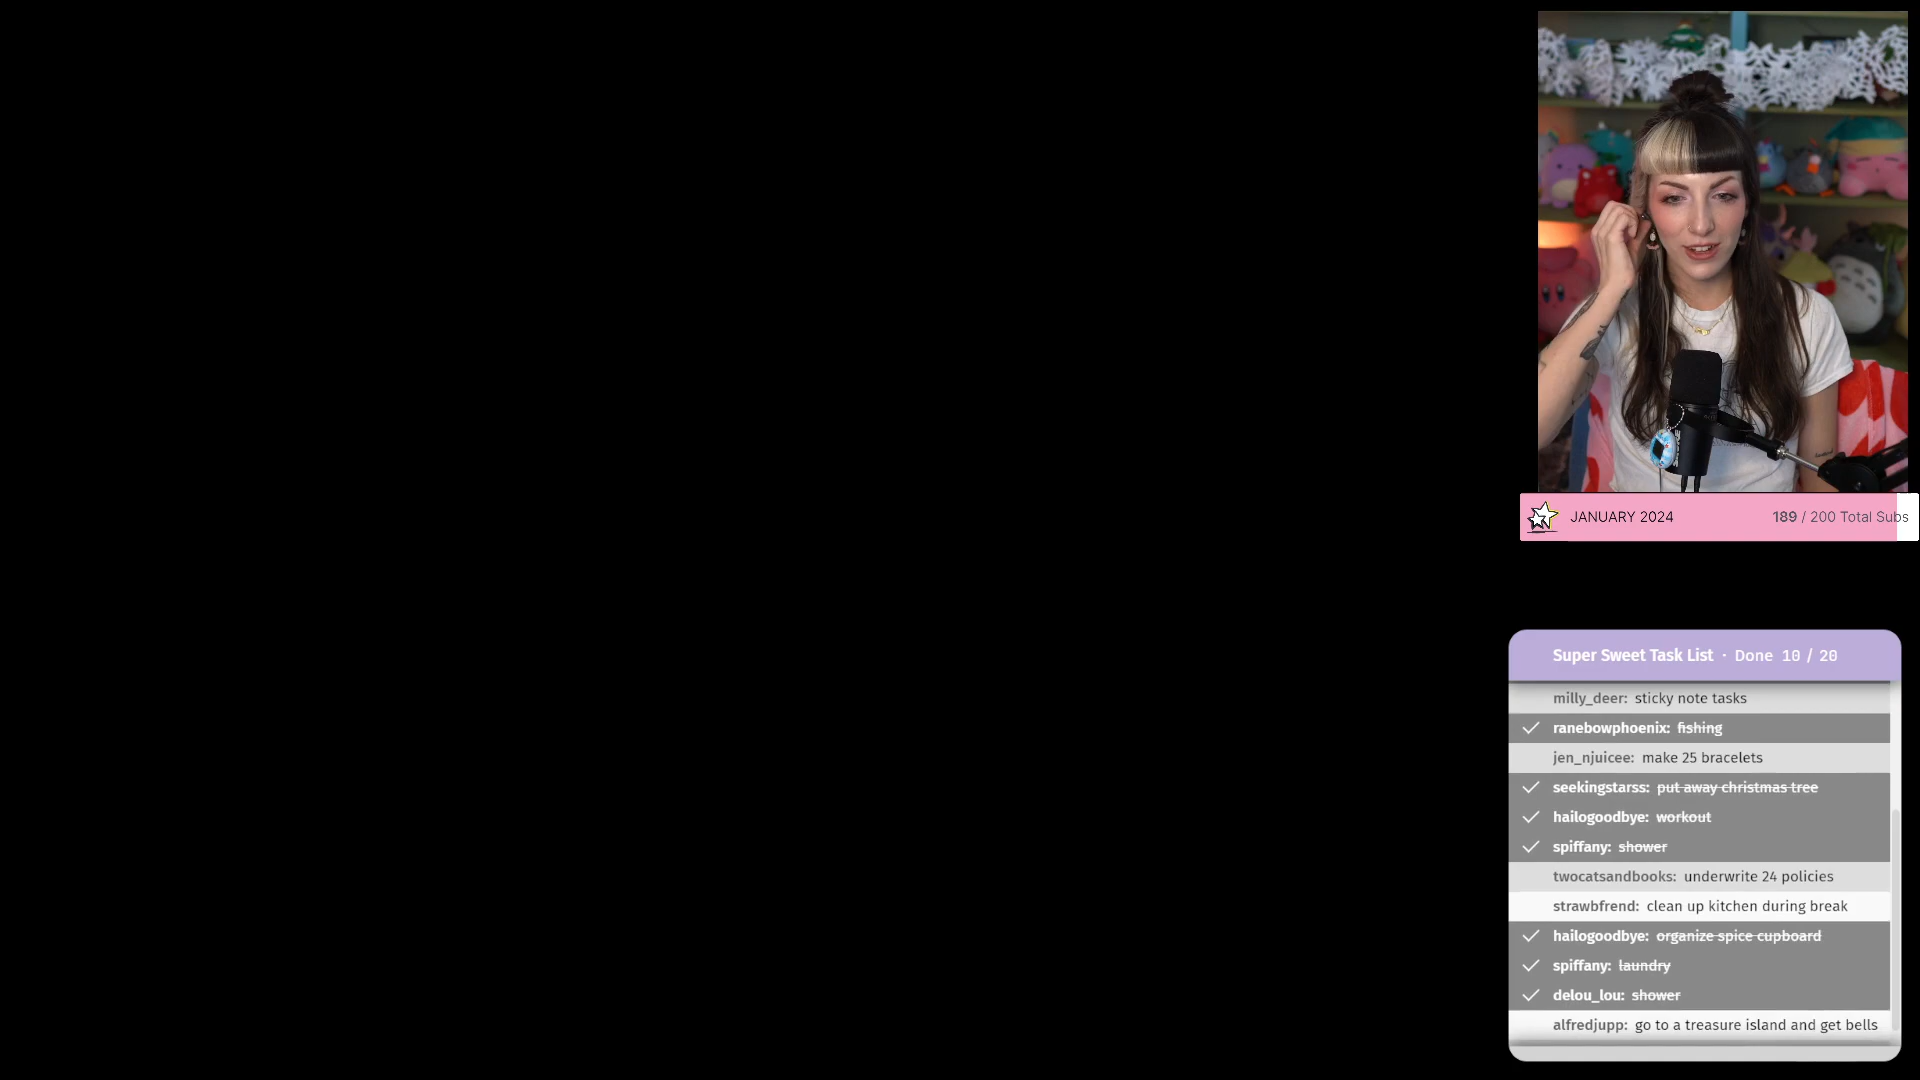 JANUARY 2024 189 / 200 Total Subs
Super Sweet Task List · Done 10 / 20
milly_deer: sticky note tasks
ranebowphoenix: fishing
jen_njuicee: make 25 bracelets
seekingstarss: put away christmas tree
hailogoodbye: workout
spiffany: shower
twocatsandbooks: underwrite 24 policies
strawbfrend: clean up kitchen during break
hailogoodbye: organize spice cupboard
spiffany: laundry
delou_lou: shower
alfredjupp: go to a treasure island and get bells